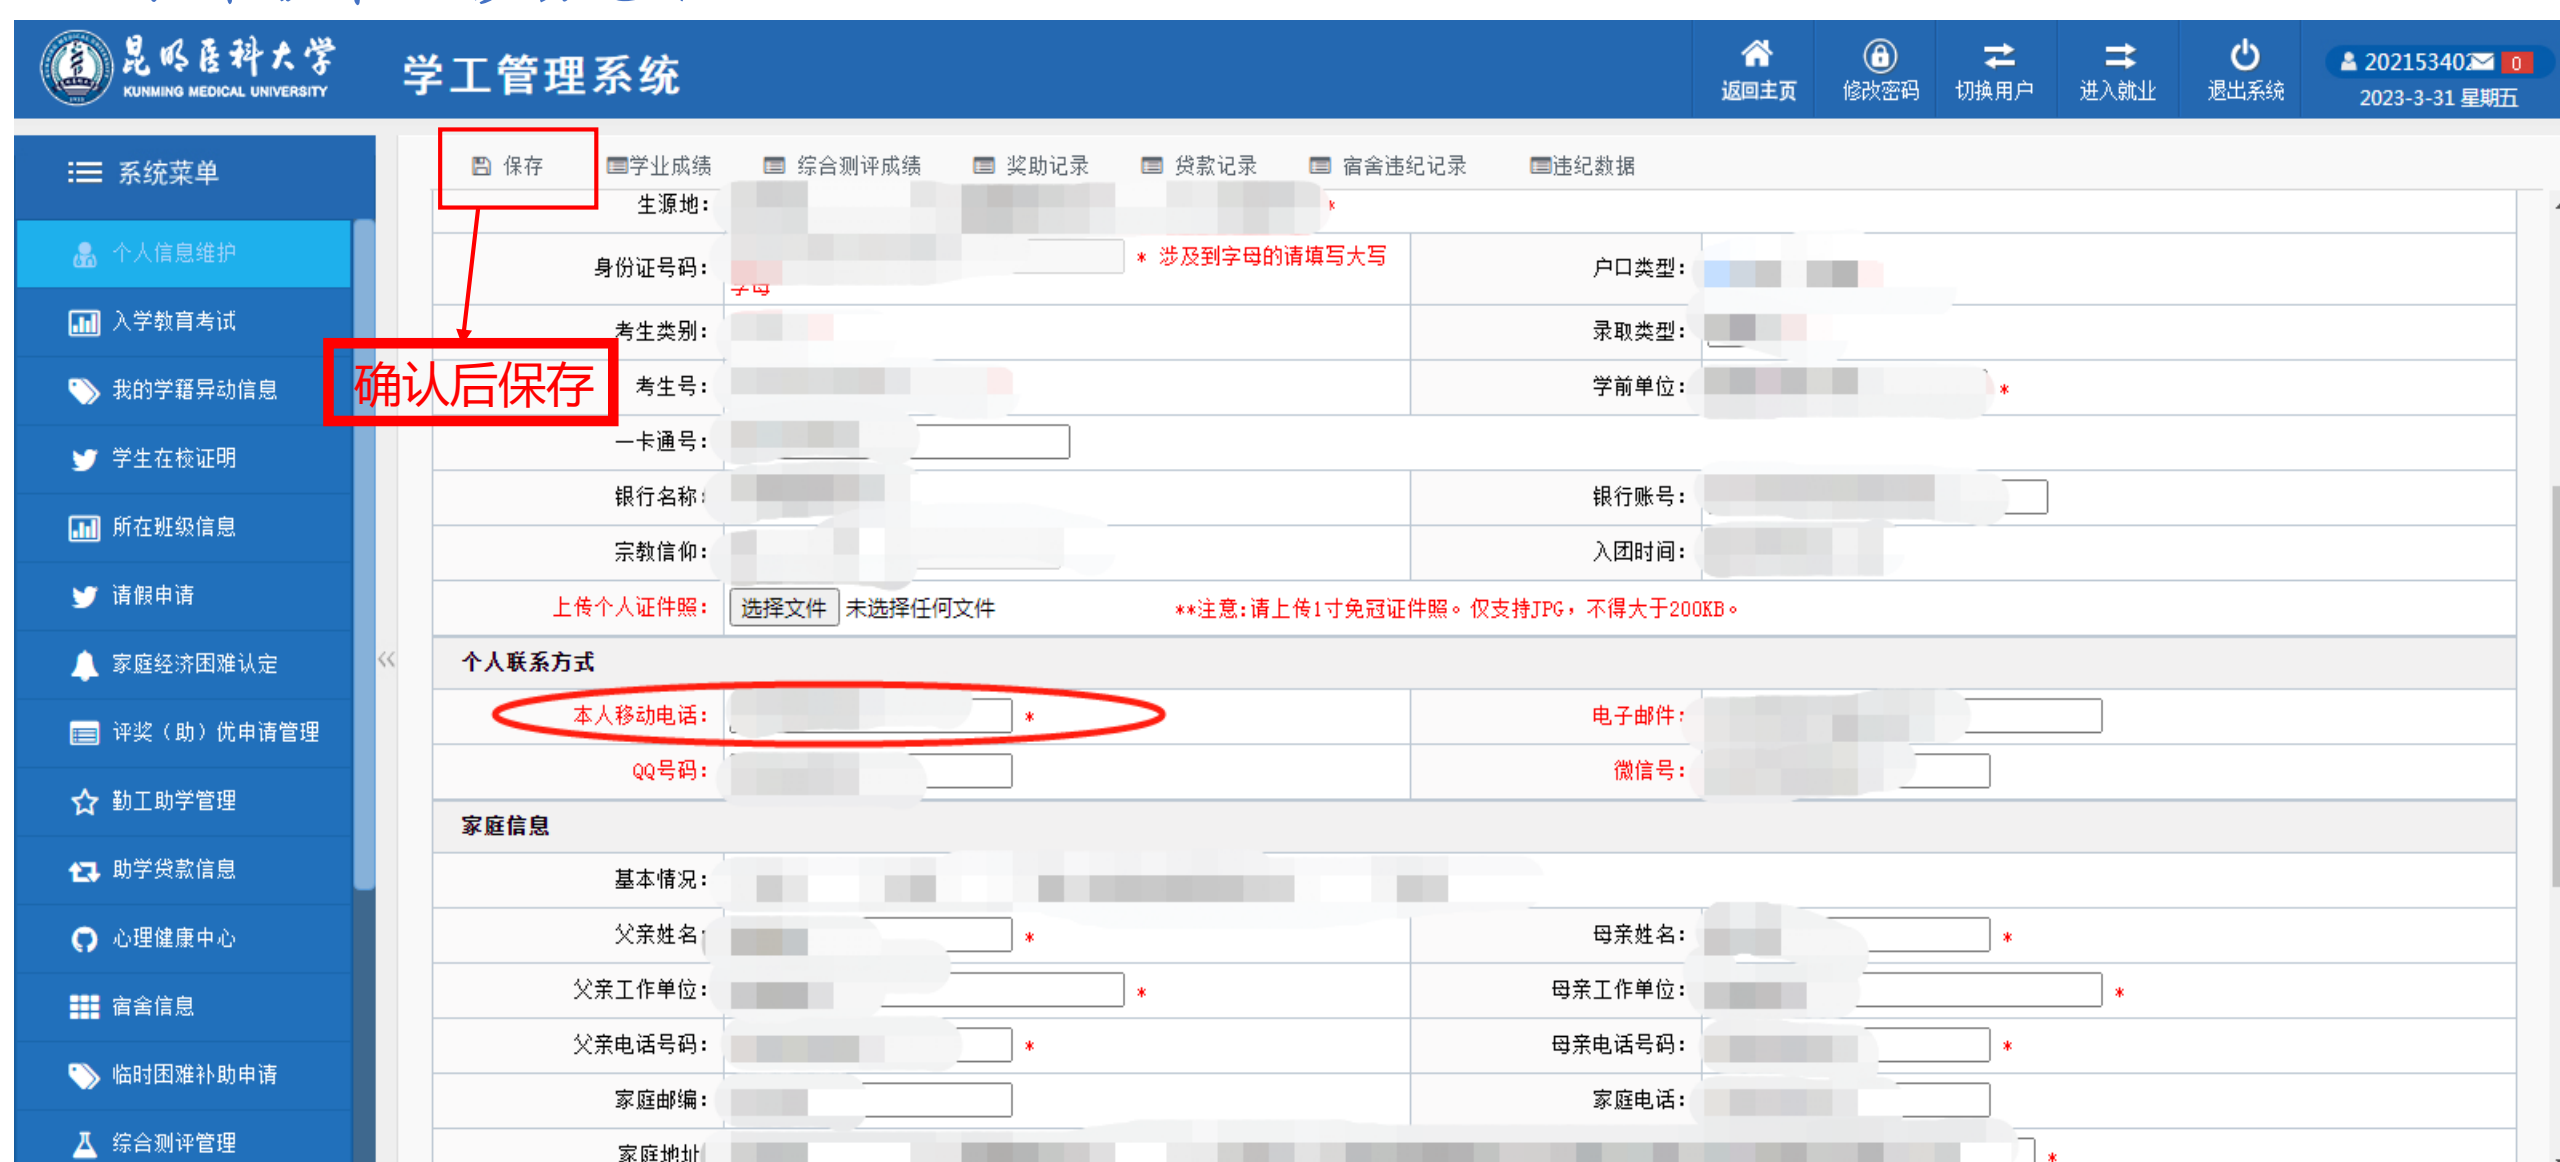 昆明医科大学
KUNMING MEDICAL UNIVERSITY
学工管理系统
返回主页
修改密码
切换用户
进入就业
退出系统
202153402 0
2023-3-31 星期五
系统菜单
个人信息维护
入学教育考试
我的学籍异动信息
学生在校证明
所在班级信息
请假申请
家庭经济困难认定
评奖（助）优申请管理
勤工助学管理
助学贷款信息
心理健康中心
宿舍信息
临时困难补助申请
综合测评管理
保存 学业成绩 综合测评成绩 奖助记录 贷款记录 宿舍违纪记录 违纪数据
确认后保存
生源地： *
身份证号码： * 涉及到字母的请填写大写
字母
户口类型：
考生类别： 录取类型：
考生号： 学前单位： *
一卡通号：
银行名称： 银行账号：
宗教信仰： 入团时间：
上传个人证件照： 选择文件 未选择任何文件 **注意:请上传1寸免冠证件照。仅支持JPG，不得大于200KB。
个人联系方式
本人移动电话： * 电子邮件：
QQ号码： 微信号：
家庭信息
基本情况：
父亲姓名 * 母亲姓名： *
父亲工作单位： * 母亲工作单位： *
父亲电话号码： * 母亲电话号码： *
家庭邮编： 家庭电话：
家庭地址 *